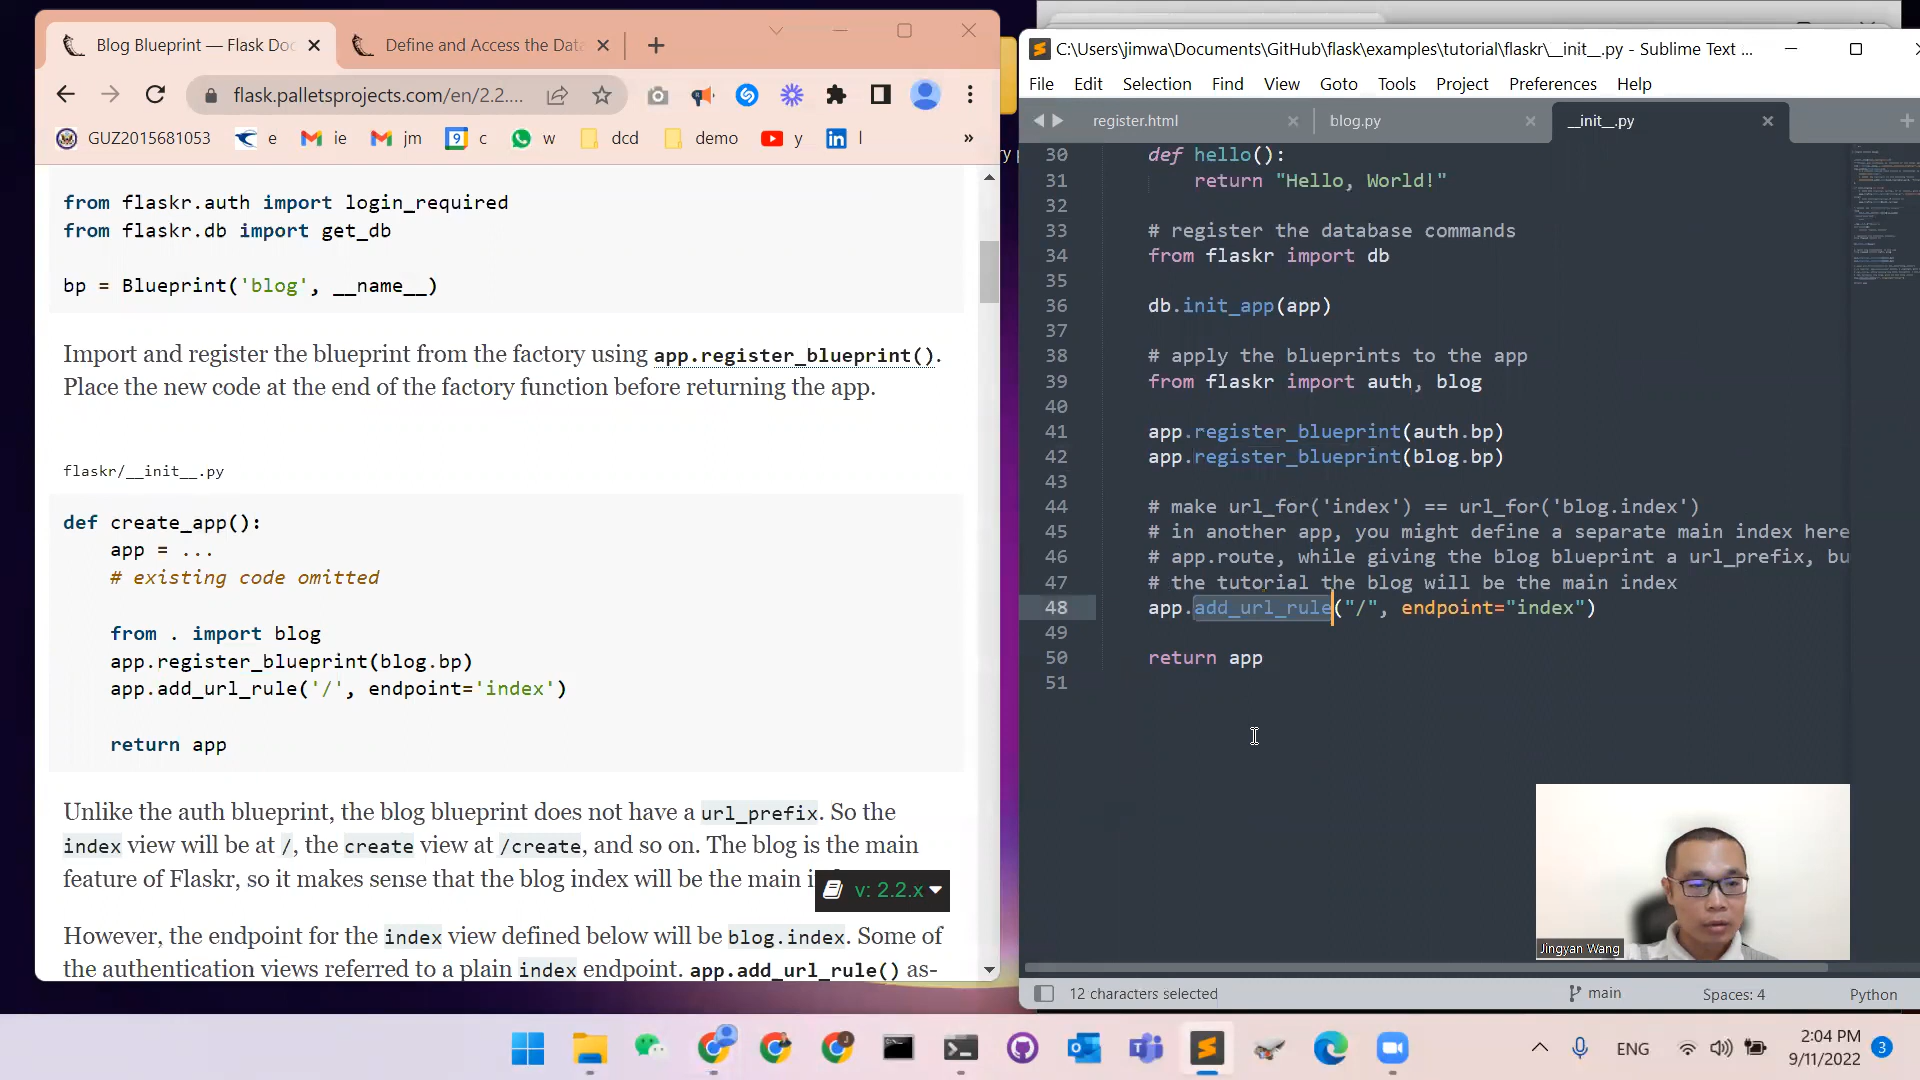 Blog Blueprint — Flask Doc
Define and Access the Data
flask.palletsprojects.com/en/2.2....
GUZ2015681053
e
ie
jm
9
c
w
dcd
demo
y
l
»
from flaskr.auth import login_required
from flaskr.db import get_db
bp = Blueprint('blog', __name__)
Import and register the blueprint from the factory using app.register_blueprint().
Place the new code at the end of the factory function before returning the app.
flaskr/__init__.py
def create_app():
    app = ...
    # existing code omitted
    from . import blog
    app.register_blueprint(blog.bp)
    app.add_url_rule('/', endpoint='index')
    return app
Unlike the auth blueprint, the blog blueprint does not have a url_prefix. So the
index view will be at /, the create view at /create, and so on. The blog is the main
feature of Flaskr, so it makes sense that the blog index will be the main
v: 2.2.x
However, the endpoint for the index view defined below will be blog.index. Some of
the authentication views referred to a plain index endpoint. app.add_url_rule() as-
C:\Users\jimwa\Documents\GitHub\flask\examples\tutorial\flaskr\__init__.py - Sublime Text ...
File Edit Selection Find View Goto Tools Project Preferences Help
register.html
blog.py
__init__.py
30 def hello():
31     return "Hello, World!"
32
33 # register the database commands
34 from flaskr import db
35
36 db.init_app(app)
37
38 # apply the blueprints to the app
39 from flaskr import auth, blog
40
41 app.register_blueprint(auth.bp)
42 app.register_blueprint(blog.bp)
43
44 # make url_for('index') == url_for('blog.index')
45 # in another app, you might define a separate main index here
46 # app.route, while giving the blog blueprint a url_prefix, bu
47 # the tutorial the blog will be the main index
48 app.add_url_rule("/", endpoint="index")
49
50 return app
51
Jingyan Wang
12 characters selected
main
Spaces: 4
Python
ENG
2:04 PM
9/11/2022
3